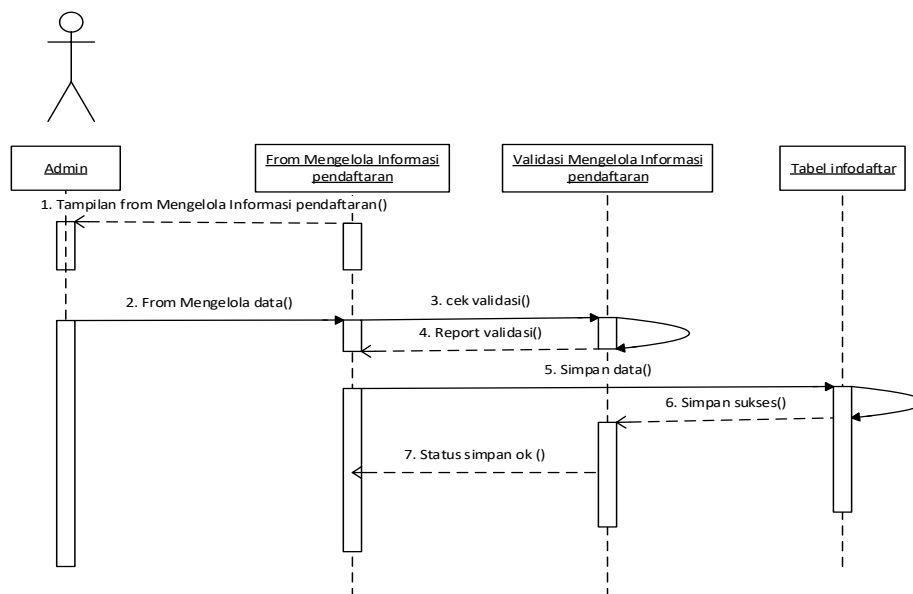 Admin
From Mengelola Informasi
pendaftaran
Validasi Mengelola Informasi
pendaftaran
Tabel infodaftar
1. Tampilan from Mengelola Informasi pendaftaran()
2. From Mengelola data()
3. cek validasi()
4. Report validasi()
5. Simpan data()
6. Simpan sukses()
7. Status simpan ok ()